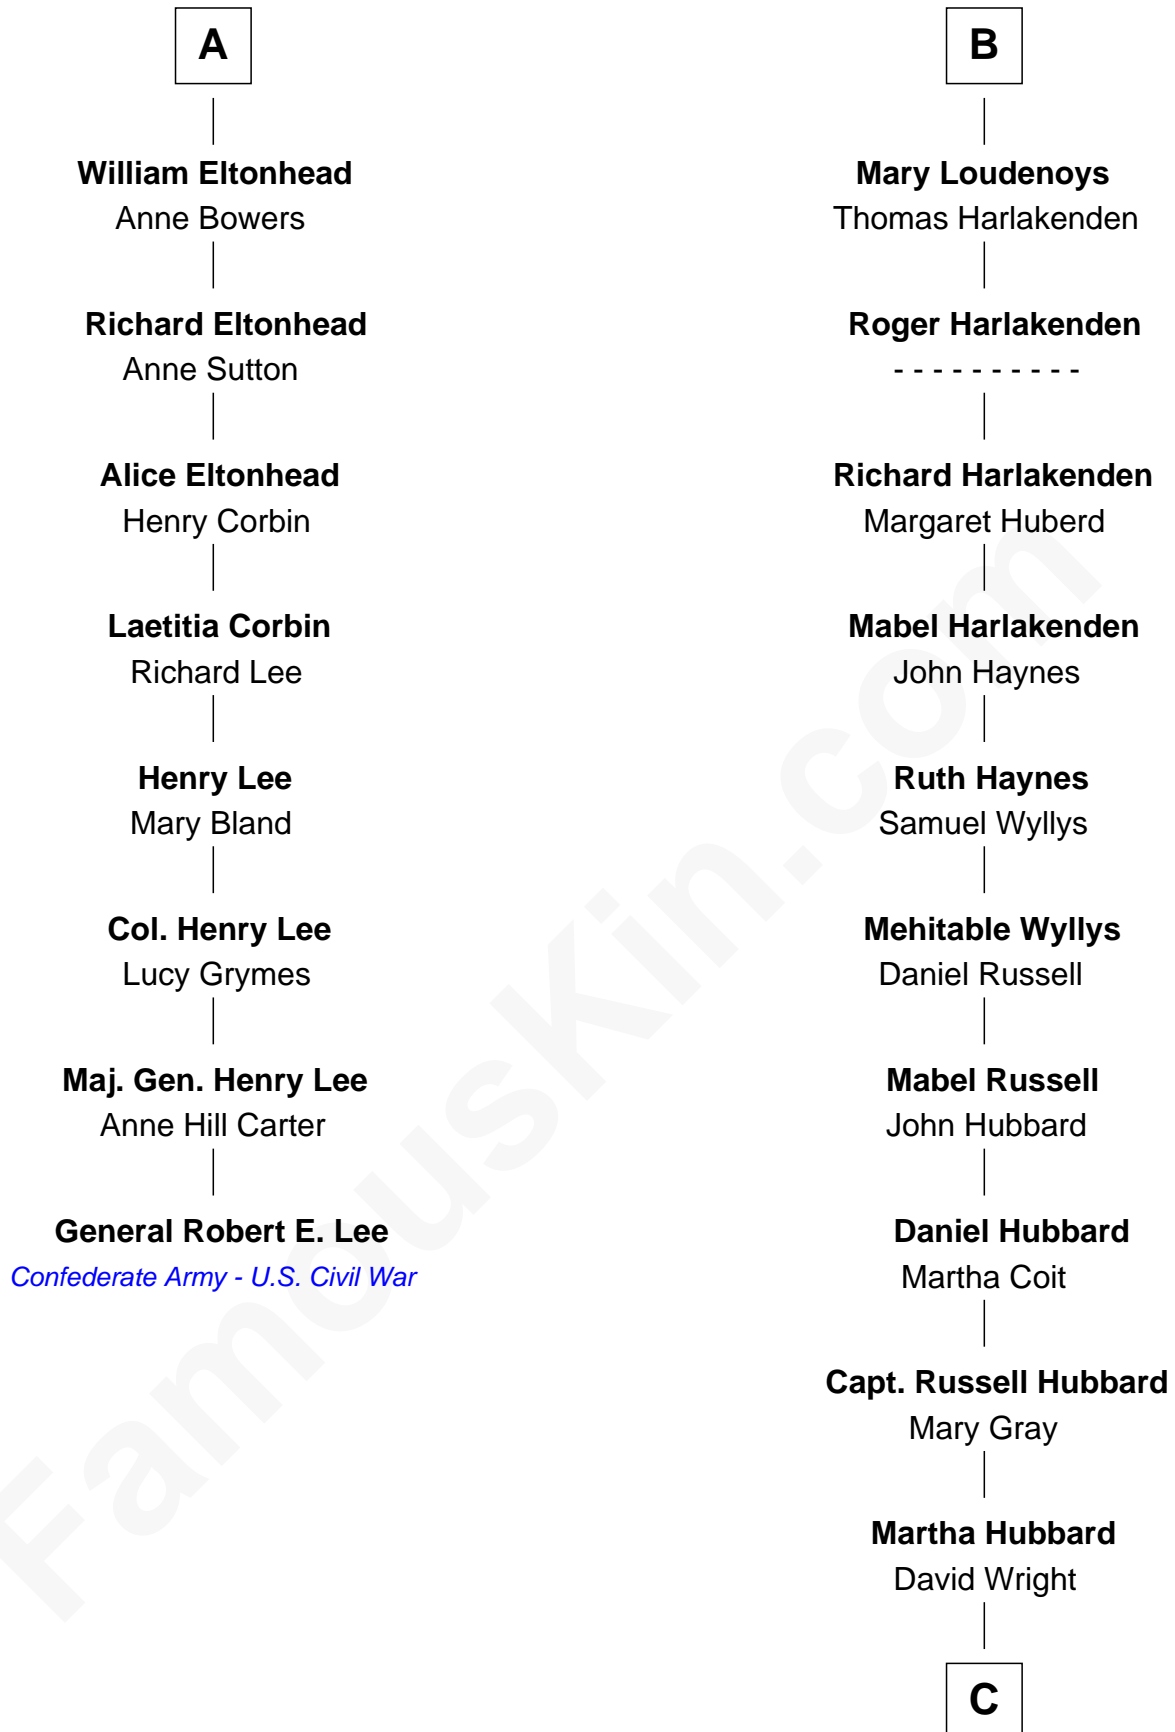 A
William Eltonhead
Anne Bowers
Richard Eltonhead
Anne Sutton
Alice Eltonhead
Henry Corbin
Laetitia Corbin
Richard Lee
Henry Lee
Mary Bland
Col. Henry Lee
Lucy Grymes
Maj. Gen. Henry Lee
Anne Hill Carter
General Robert E. Lee
Confederate Army - U.S. Civil War
B
Mary Loudenoys
Thomas Harlakenden
Roger Harlakenden
- - - - - - - - - -
Richard Harlakenden
Margaret Huberd
Mabel Harlakenden
John Haynes
Ruth Haynes
Samuel Wyllys
Mehitable Wyllys
Daniel Russell
Mabel Russell
John Hubbard
Daniel Hubbard
Martha Coit
Capt. Russell Hubbard
Mary Gray
Martha Hubbard
David Wright
C
FamousKin.com